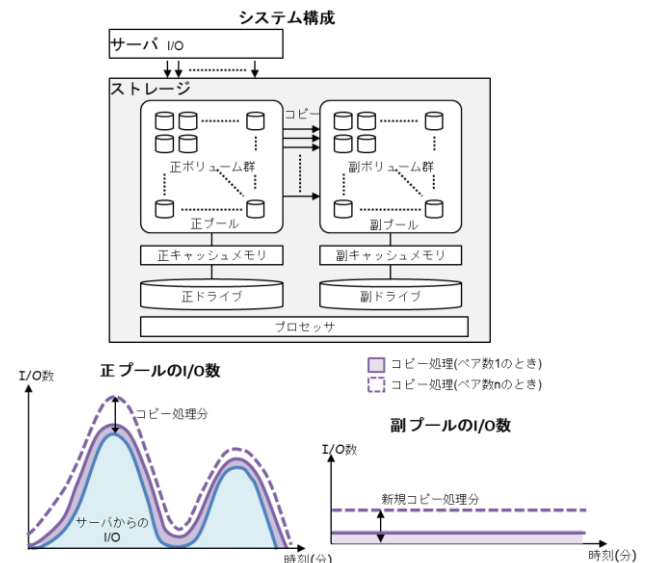 システム構成
サーバ I/O
ストレージ
コピー
正ボリューム群
副ボリューム群
正プール
副プール
正キャッシュメモリ
副キャッシュメモリ
正ドライブ
副ドライブ
プロセッサ
コピー処理(ペア数1のとき)
コピー処理(ペア数nのとき)
正プールのI/O数
I/O数
コピー処理分
サーバからの
I/O
時刻(分)
副プールのI/O数
I/O数
新規コピー処理分
時刻(分)